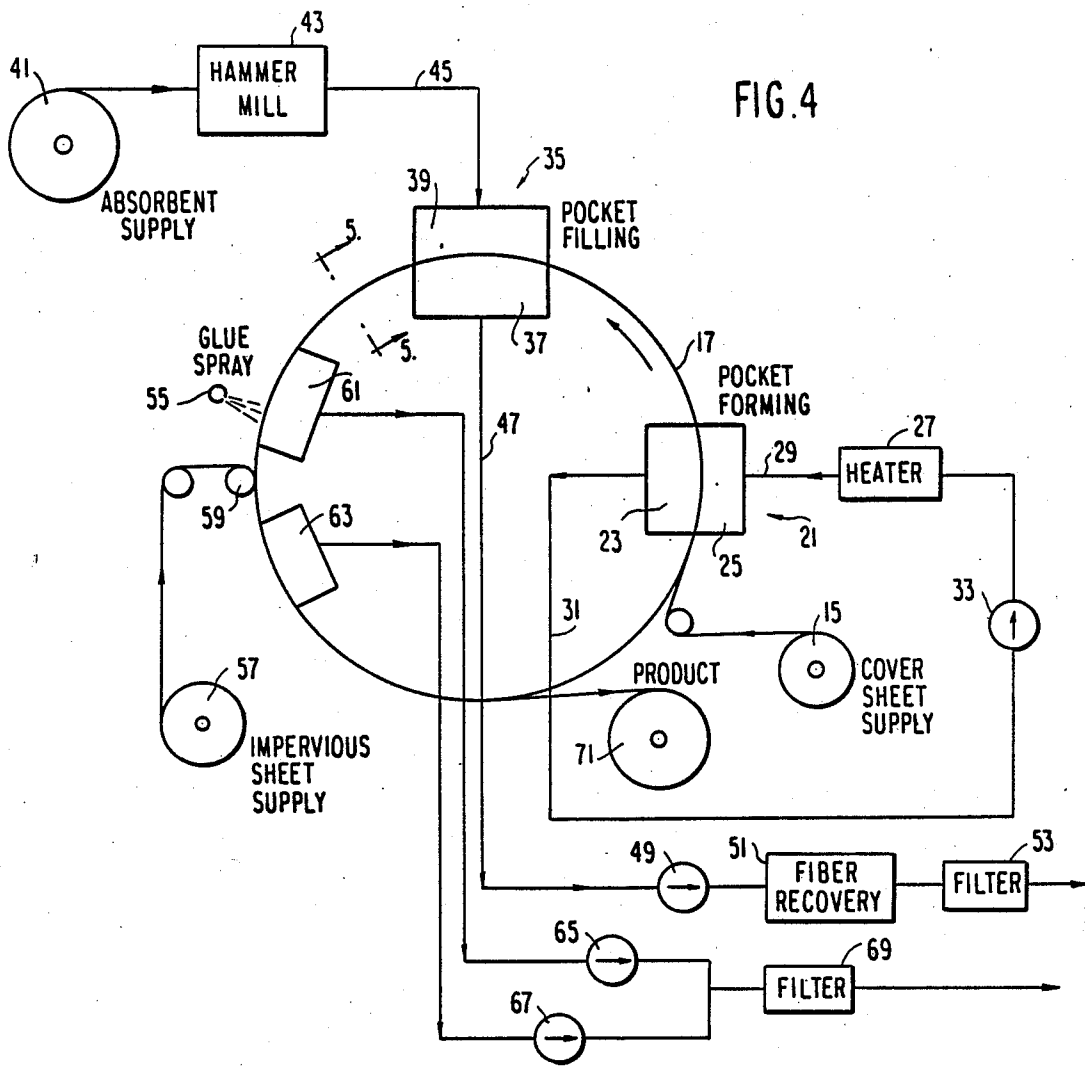 FIG.4
43
41
HAMMER
MILL
45
ABSORBENT
SUPPLY
35
39
POCKET
FILLING
37
5.
5.
GLUE
SPRAY
55
61
17
POCKET
FORMING
47
27
HEATER
29
23
25
21
59
63
31
33
15
COVER
SHEET
SUPPLY
57
IMPERVIOUS
SHEET
SUPPLY
PRODUCT
71
49
51
FIBER
RECOVERY
53
FILTER
65
69
FILTER
67